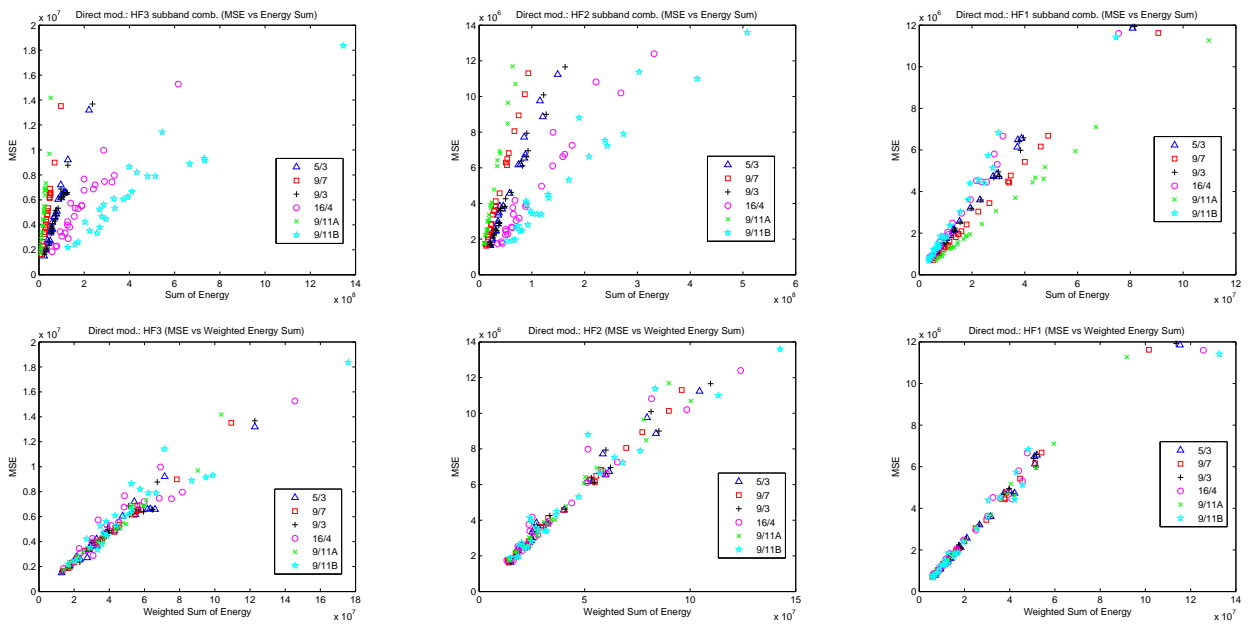 Direct mod.: HF3 subband comb. (MSE vs Energy Sum)
x 10^7
2
1.8
1.6
1.4
1.2
1
0.8
0.6
0.4
0.2
0
MSE
0 2 4 6 8 10 12 14
x 10^8
Sum of Energy
5/3
9/7
9/3
16/4
9/11A
9/11B
Direct mod.: HF2 subband comb. (MSE vs Energy Sum)
x 10^6
14
12
10
8
6
4
2
0
MSE
0 1 2 3 4 5 6
x 10^8
Sum of Energy
5/3
9/7
9/3
16/4
9/11A
9/11B
Direct mod.: HF1 subband comb. (MSE vs Energy Sum)
x 10^6
12
10
8
6
4
2
0
MSE
0 2 4 6 8 10 12
x 10^7
Sum of Energy
5/3
9/7
9/3
16/4
9/11A
9/11B
Direct mod.: HF3 (MSE vs Weighted Energy Sum)
x 10^7
2
1.8
1.6
1.4
1.2
1
0.8
0.6
0.4
0.2
0
MSE
0 2 4 6 8 10 12 14 16 18
x 10^7
Weighted Sum of Energy
5/3
9/7
9/3
16/4
9/11A
9/11B
Direct mod.: HF2 (MSE vs Weighted Energy Sum)
x 10^6
14
12
10
8
6
4
2
0
MSE
0 5 10 15
x 10^7
Weighted Sum of Energy
5/3
9/7
9/3
16/4
9/11A
9/11B
Direct mod.: HF1 (MSE vs Weighted Energy Sum)
x 10^6
12
10
8
6
4
2
0
MSE
0 2 4 6 8 10 12 14
x 10^7
Weighted Sum of Energy
5/3
9/7
9/3
16/4
9/11A
9/11B